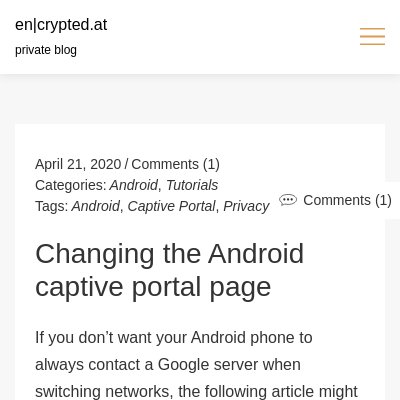 en|crypted.at
private blog
April 21, 2020 / Comments (1)
Categories: Android, Tutorials
Tags: Android, Captive Portal, Privacy
Comments (1)
Changing the Android
captive portal page
If you don’t want your Android phone to
always contact a Google server when
switching networks, the following article might